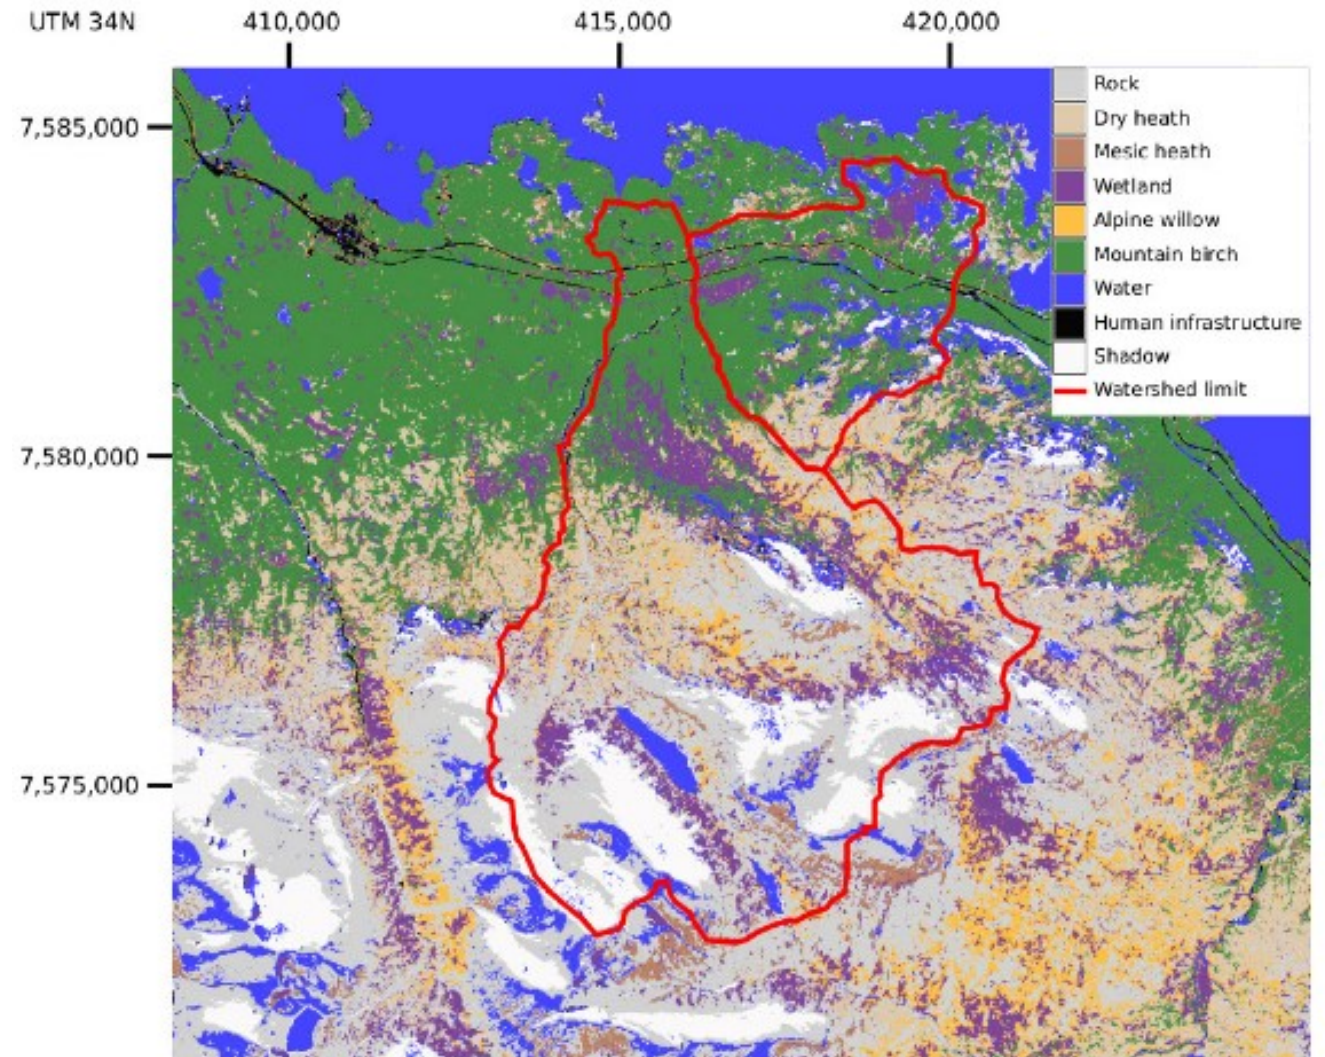 UTM 34N
410,000
415,000
420,000
7,585,000
7,580,000
7,575,000
Rock
Dry heath
Mesic heath
Wetland
Alpine willow
Mountain birch
Water
Human infrastructure
Shadow
Watershed limit